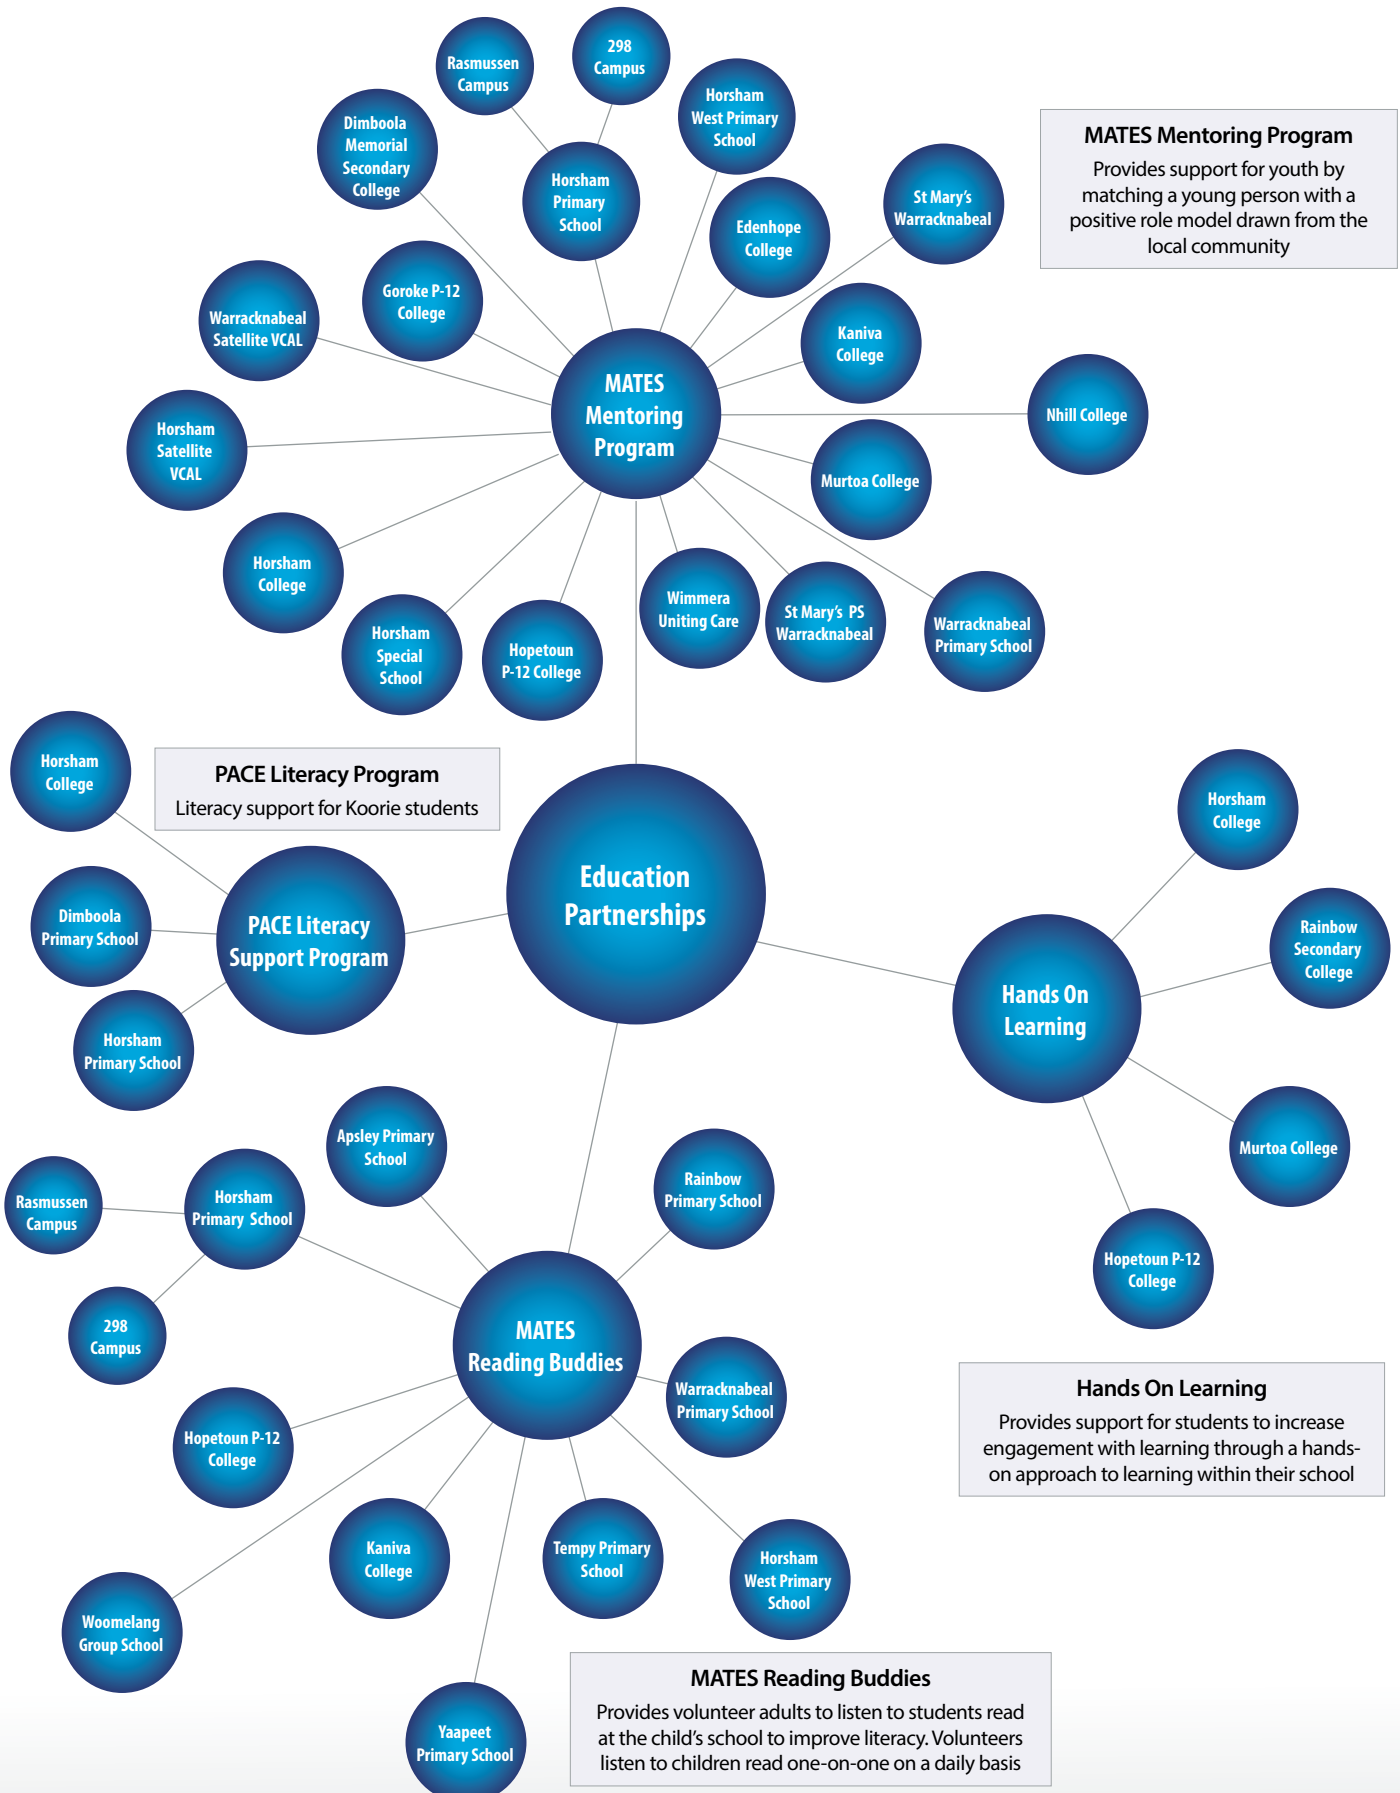 298
Campus
Rasmussen
Campus
Horsham
West Primary
School
Dimboola
Memorial
Secondary
College
Horsham
Primary
School
St Mary's
Warracknabeal
Edenhope
College
MATES Mentoring Program
Provides support for youth by
matching a young person with a
positive role model drawn from the
local community
Goroke P-12
College
Warracknabeal
Satellite VCAL
Kaniva
College
MATES
Mentoring
Program
Nhill College
Horsham
Satellite
VCAL
Murtoa College
Horsham
College
Wimmera
Uniting Care
St Mary's  PS
Warracknabeal
Warracknabeal
Primary School
Horsham
Special
School
Hopetoun
P-12 College
Horsham
College
PACE Literacy Program
Literacy support for Koorie students
Horsham
College
Education
Partnerships
Dimboola
Primary School
PACE Literacy
Support Program
Rainbow
Secondary
College
Hands On
Learning
Horsham
Primary School
Apsley Primary
School
Murtoa College
Rainbow
Primary School
Rasmussen
Campus
Horsham
Primary  School
Hopetoun P-12
College
298
Campus
MATES
Reading Buddies
Warracknabeal
Primary School
Hands On Learning
Provides support for students to increase
engagement with learning through a hands-
on approach to learning within their school
Hopetoun P-12
College
Kaniva
College
Tempy Primary
School
Horsham
West Primary
School
Woomelang
Group School
MATES Reading Buddies
Provides volunteer adults to listen to students read
at the child's school to improve literacy. Volunteers
listen to children read one-on-one on a daily basis
Yaapeet
Primary School